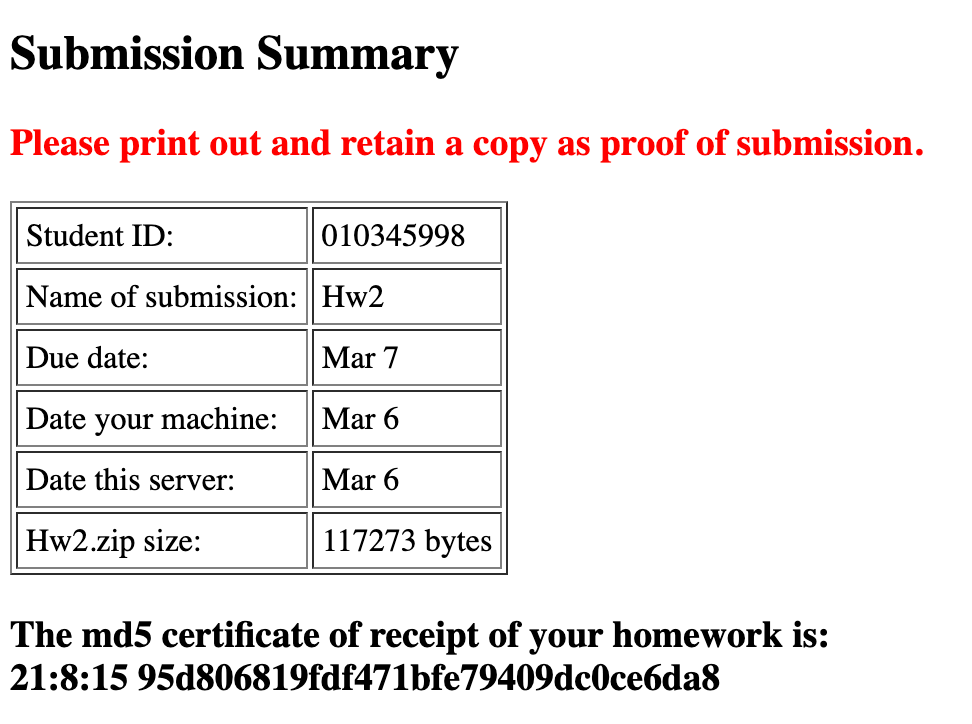 Submission Summary
Please print out and retain a copy as proof of submission.
Student ID: 010345998
Name of submission: Hw2
Due date: Mar 7
Date your machine: Mar 6
Date this server: Mar 6
Hw2.zip size: 117273 bytes
The md5 certificate of receipt of your homework is:
21:8:15 95d806819fdf471bfe79409dc0ce6da8